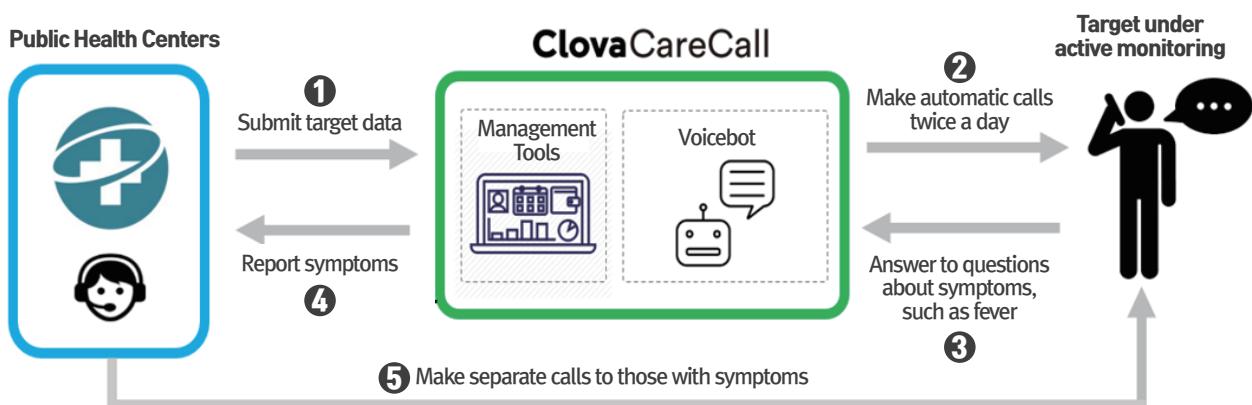 Public Health Centers
ClovaCareCall
Target under
active monitoring
1
Submit target data
Management
Tools
Voicebot
2
Make automatic calls
twice a day
Report symptoms
4
Answer to questions
about symptoms,
such as fever
3
5 Make separate calls to those with symptoms